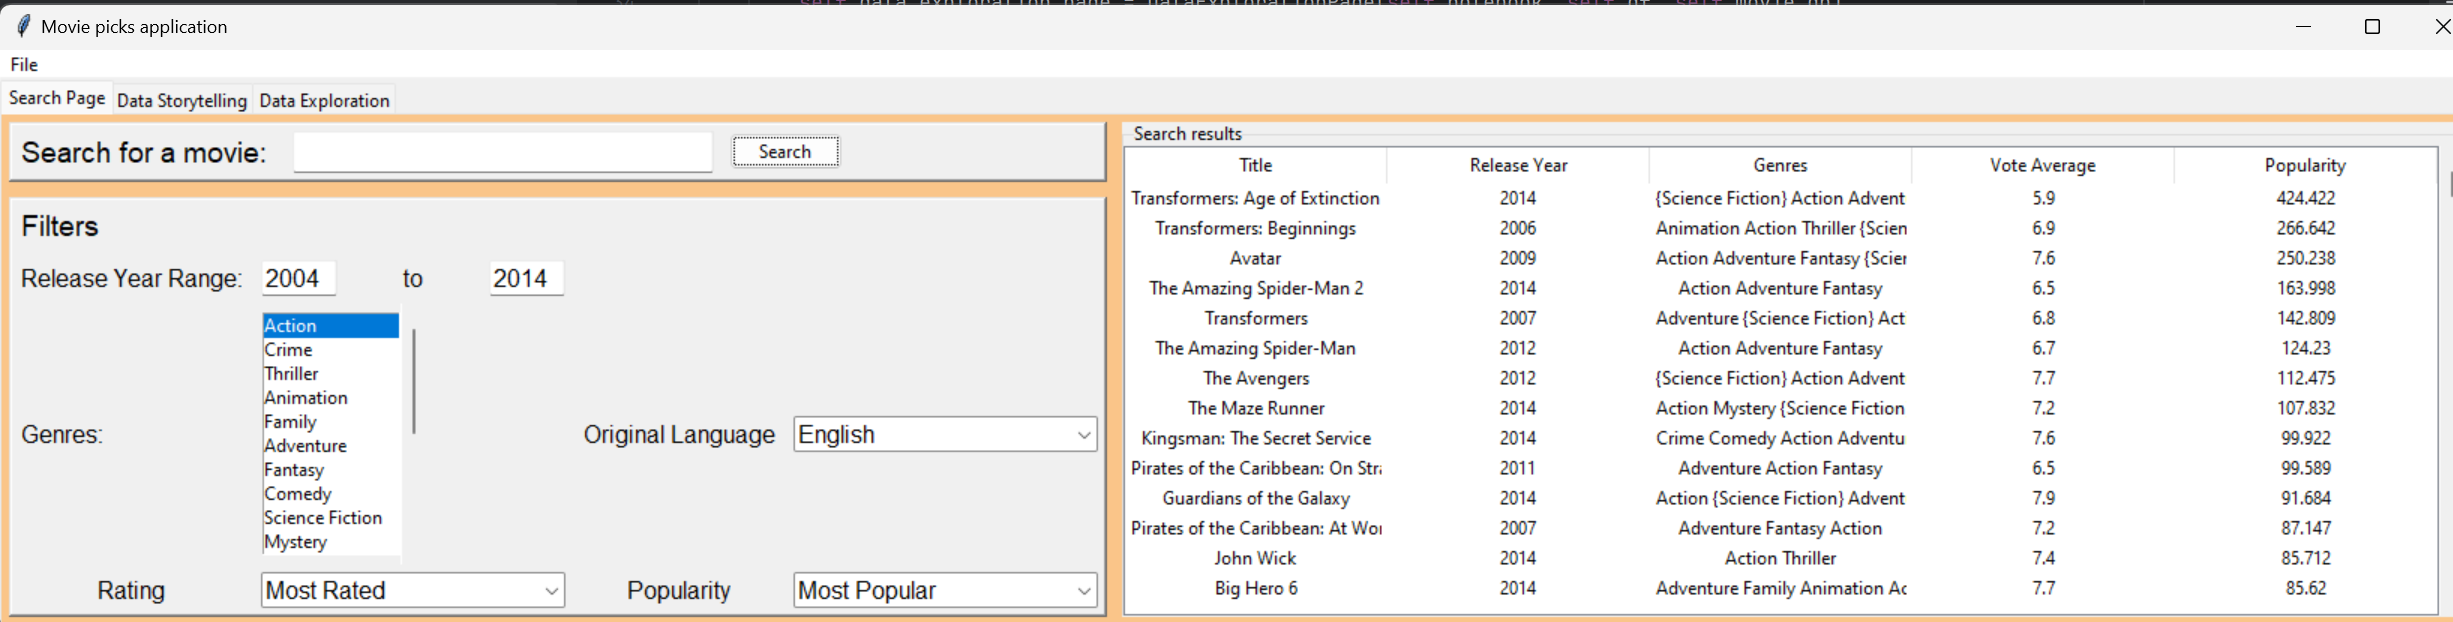 Movie picks application
File
Search Page Data Storytelling Data Exploration
Search for a movie: Search
Filters
Release Year Range: 2004 to 2014
Genres:
Action
Crime
Thriller
Animation
Family
Adventure
Fantasy
Comedy
Science Fiction
Mystery
Original Language English
Rating Most Rated Popularity Most Popular
Search results
Title Release Year Genres Vote Average Popularity
Transformers: Age of Extinction 2014 {Science Fiction} Action Advent 5.9 424.422
Transformers: Beginnings 2006 Animation Action Thriller {Scien 6.9 266.642
Avatar 2009 Action Adventure Fantasy {Scier 7.6 250.238
The Amazing Spider-Man 2 2014 Action Adventure Fantasy 6.5 163.998
Transformers 2007 Adventure {Science Fiction} Act 6.8 142.809
The Amazing Spider-Man 2012 Action Adventure Fantasy 6.7 124.23
The Avengers 2012 {Science Fiction} Action Advent 7.7 112.475
The Maze Runner 2014 Action Mystery {Science Fiction 7.2 107.832
Kingsman: The Secret Service 2014 Crime Comedy Action Adventu 7.6 99.922
Pirates of the Caribbean: On Stra 2011 Adventure Action Fantasy 6.5 99.589
Guardians of the Galaxy 2014 Action {Science Fiction} Advent 7.9 91.684
Pirates of the Caribbean: At Wor 2007 Adventure Fantasy Action 7.2 87.147
John Wick 2014 Action Thriller 7.4 85.712
Big Hero 6 2014 Adventure Family Animation Ac 7.7 85.62